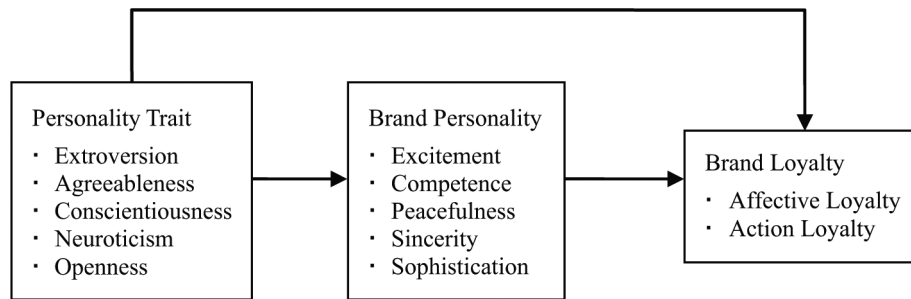 Personality Trait
· Extroversion
· Agreeableness
· Conscientiousness
· Neuroticism
· Openness
Brand Personality
· Excitement
· Competence
· Peacefulness
· Sincerity
· Sophistication
Brand Loyalty
· Affective Loyalty
· Action Loyalty